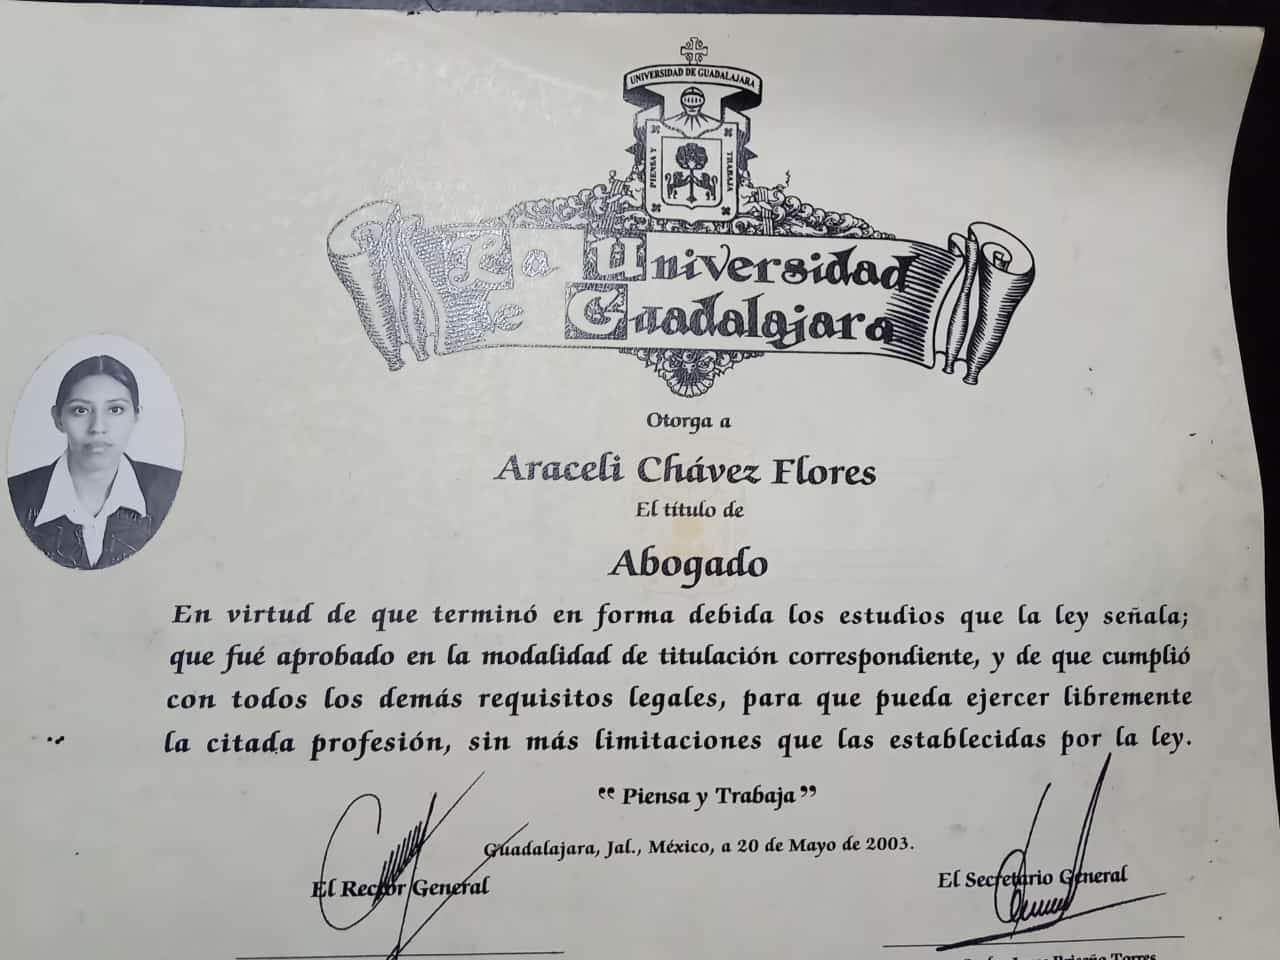 UNIVERSIDAD DE GUADALAJARA
PIENSA Y
TRABAJA
La Universidad
de Guadalajara
Otorga a
Araceli Chávez Flores
El título de
Abogado
En virtud de que terminó en forma debida los estudios que la ley señala;
que fué aprobado en la modalidad de titulación correspondiente, y de que cumplió
con todos los demás requisitos legales, para que pueda ejercer libremente
la citada profesión, sin más limitaciones que las establecidas por la ley.
“ Piensa y Trabaja ”
Guadalajara, Jal., México, a 20 de Mayo de 2003.
El Rector General
El Secretario General
Torres